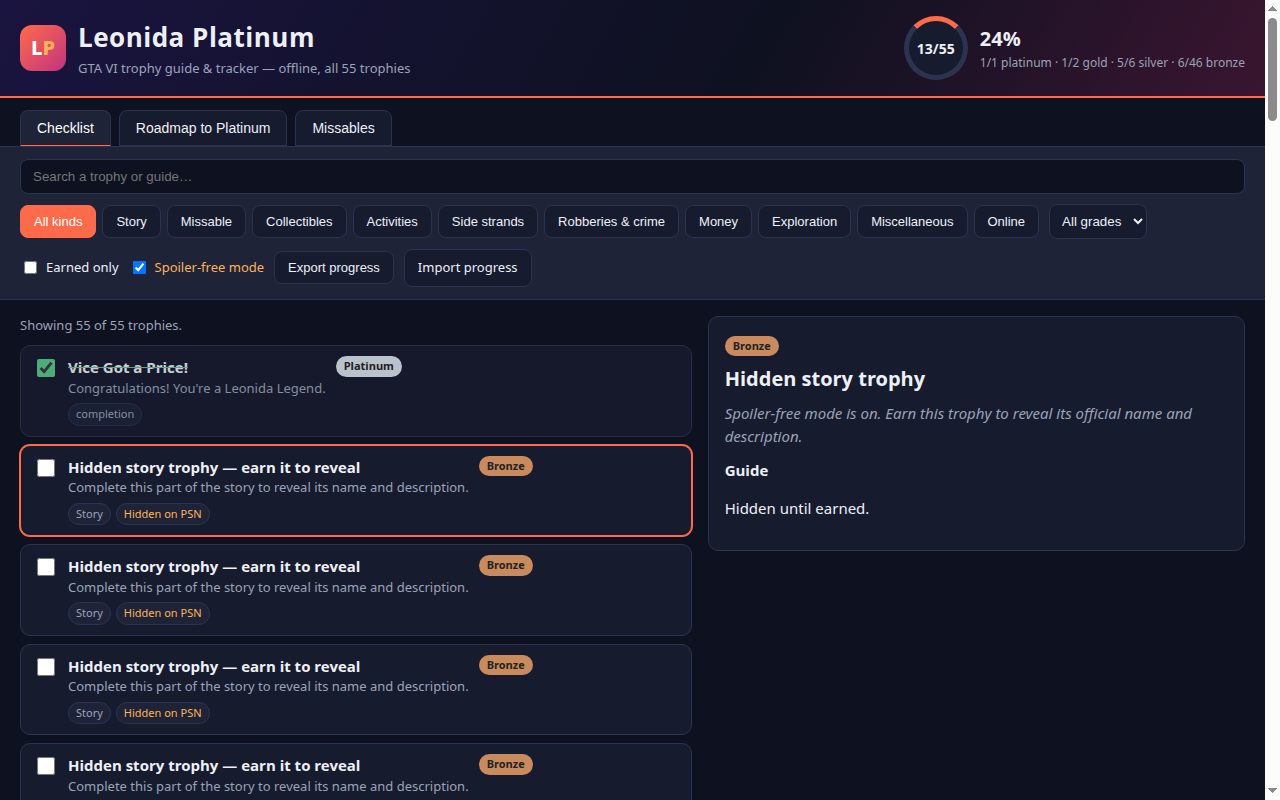 LP
Leonida Platinum
GTA VI trophy guide & tracker — offline, all 55 trophies
13/55
24%
1/1 platinum · 1/2 gold · 5/6 silver · 6/46 bronze
Checklist
Roadmap to Platinum
Missables
Search a trophy or guide…
All kinds
Story
Missable
Collectibles
Activities
Side strands
Robberies & crime
Money
Exploration
Miscellaneous
Online
All grades
Earned only
Spoiler-free mode
Export progress
Import progress
Showing 55 of 55 trophies.
Vice Got a Price!
Platinum
Congratulations! You're a Leonida Legend.
completion
Hidden story trophy — earn it to reveal
Bronze
Complete this part of the story to reveal its name and description.
Story
Hidden on PSN
Hidden story trophy — earn it to reveal
Bronze
Complete this part of the story to reveal its name and description.
Story
Hidden on PSN
Hidden story trophy — earn it to reveal
Bronze
Complete this part of the story to reveal its name and description.
Story
Hidden on PSN
Hidden story trophy — earn it to reveal
Bronze
Complete this part of the story to reveal its name and description.
Bronze
Hidden story trophy
Spoiler-free mode is on. Earn this trophy to reveal its official name and
description.
Guide
Hidden until earned.